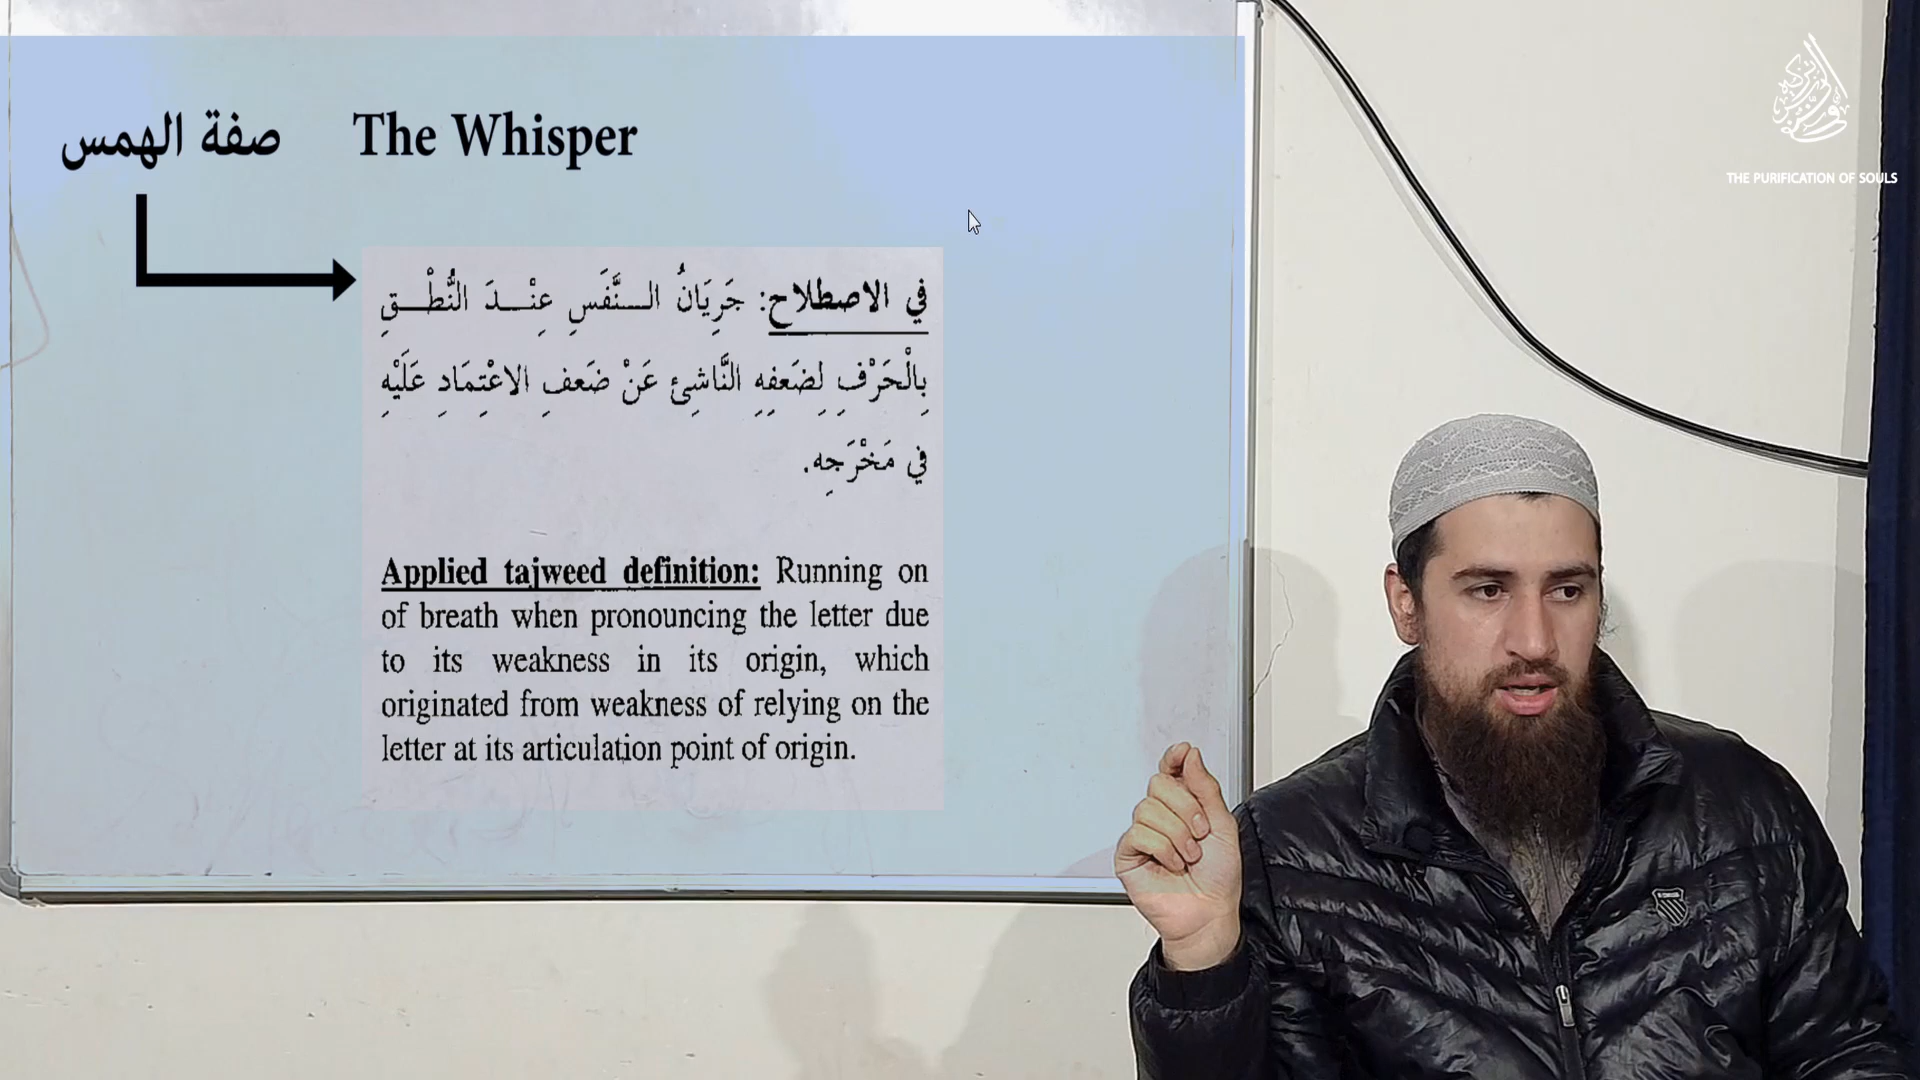 صفة الهمس The Whisper
في الاصطلاح: جَرَيَانُ النَّفَسِ عِنْدَ النُّطْقِ
بِالْحَرْفِ لِضَعفِهِ النَّاشِئِ عَنْ ضَعفِ الاعْتِمَادِ عَلَيْهِ
في مَخْرَجِه.
Applied tajweed definition: Running on
of breath when pronouncing the letter due
to its weakness in its origin, which
originated from weakness of relying on the
letter at its articulation point of origin.
THE PURIFICATION OF SOULS